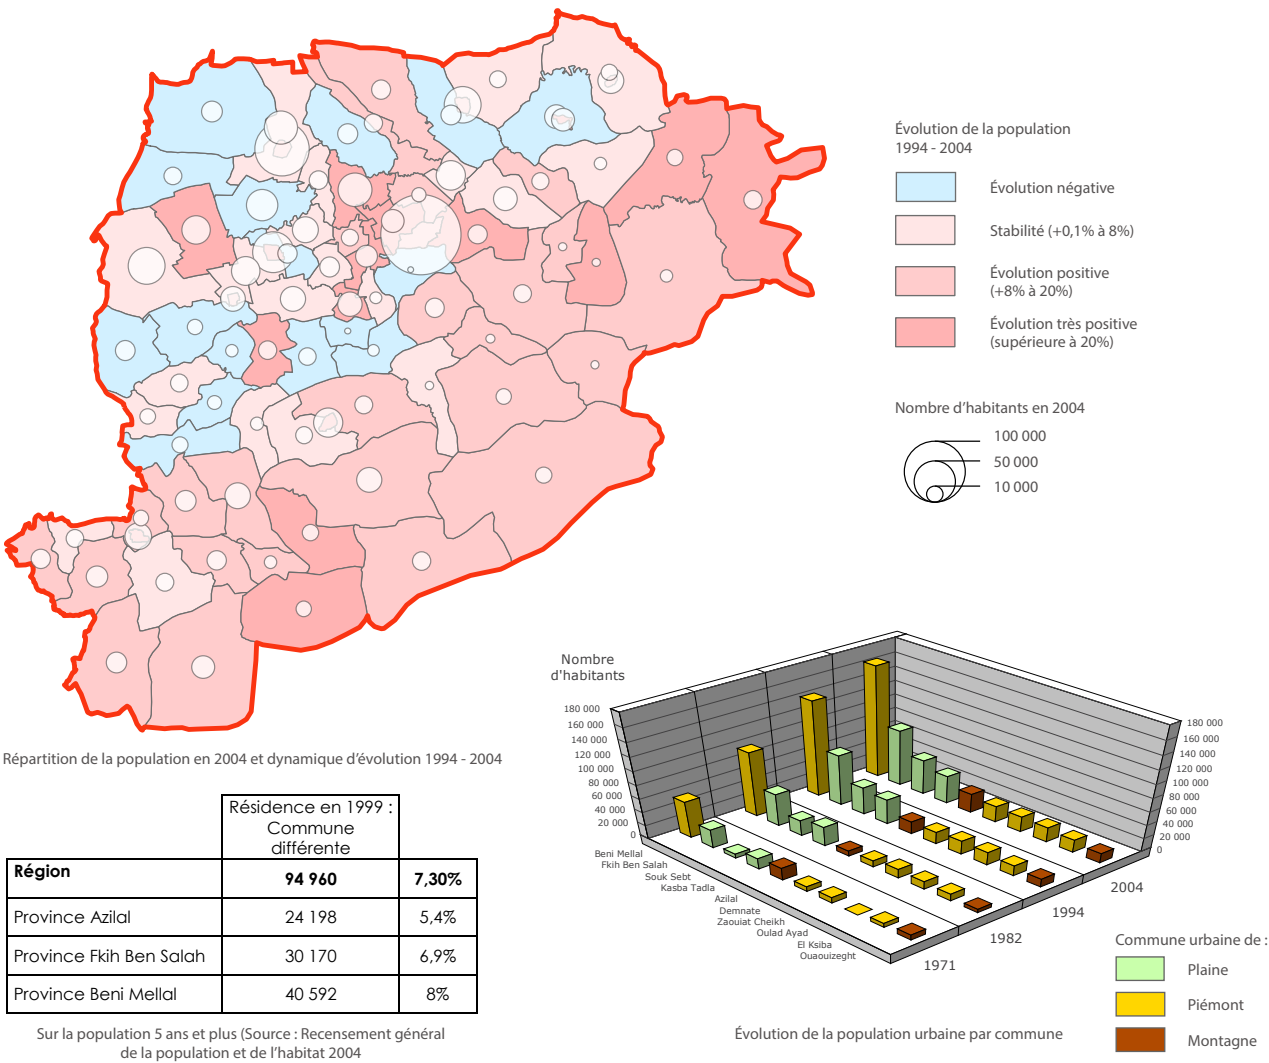 Évolution de la population
1994 - 2004
Évolution négative
Stabilité (+0,1% à 8%)
Évolution positive
(+8% à 20%)
Évolution très positive
(supérieure à 20%)
Nombre d'habitants en 2004
100 000
50 000
10 000
Répartition de la population en 2004 et dynamique d'évolution 1994 - 2004
Résidence en 1999 :
Commune
différente
Région 94 960 7,30%
Province Azilal 24 198 5,4%
Province Fkih Ben Salah 30 170 6,9%
Province Beni Mellal 40 592 8%
Sur la population 5 ans et plus (Source : Recensement général
de la population et de l'habitat 2004
Nombre
d'habitants
180 000
160 000
140 000
120 000
100 000
80 000
60 000
40 000
20 000
0
180 000
160 000
140 000
120 000
100 000
80 000
60 000
40 000
20 000
0
Beni Mellal
Fkih Ben Salah
Souk Sebt
Kasba Tadla
Azilal
Demnate
Zaouiat Cheikh
Oulad Ayad
El Ksiba
Ouaouizeght
1971
1982
1994
2004
Commune urbaine de :
Plaine
Piémont
Montagne
Évolution de la population urbaine par commune